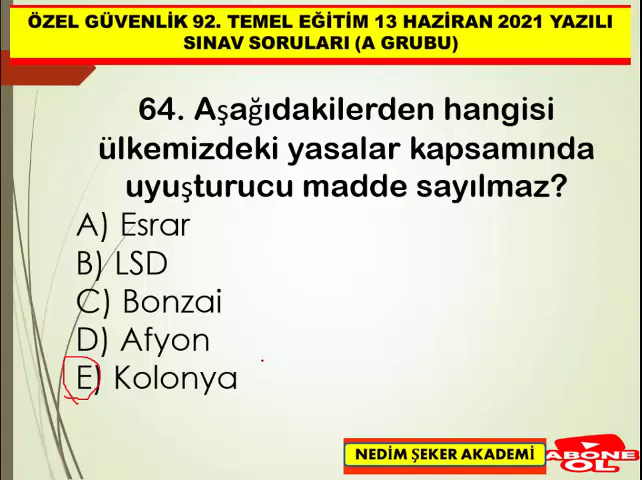 ÖZEL GÜVENLİK 92. TEMEL EĞİTİM 13 HAZİRAN 2021 YAZILI
SINAV SORULARI (A GRUBU)
64. Aşağıdakilerden hangisi
ülkemizdeki yasalar kapsamında
uyuşturucu madde sayılmaz?
A) Esrar
B) LSD
C) Bonzai
D) Afyon
E) Kolonya
NEDİM ŞEKER AKADEMİ
ABONE
OL